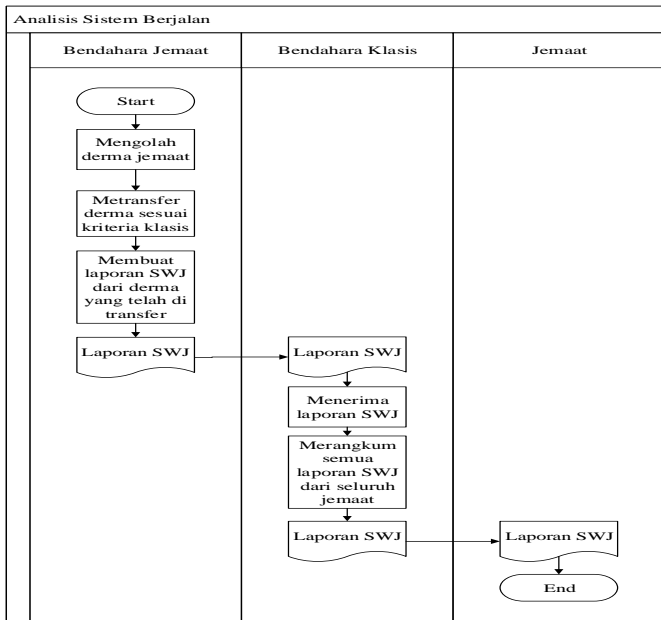 Analisis Sistem Berjalan
Bendahara Jemaat
Bendahara Klasis
Jemaat
Start
Mengolah
derma jemaat
Metransfer
derma sesuai
kriteria klasis
Membuat
laporan SWJ
dari derma
yang telah di
transfer
Laporan SWJ
Laporan SWJ
Menerima
laporan SWJ
Merangkum
semua
laporan SWJ
dari seluruh
jemaat
Laporan SWJ
Laporan SWJ
End